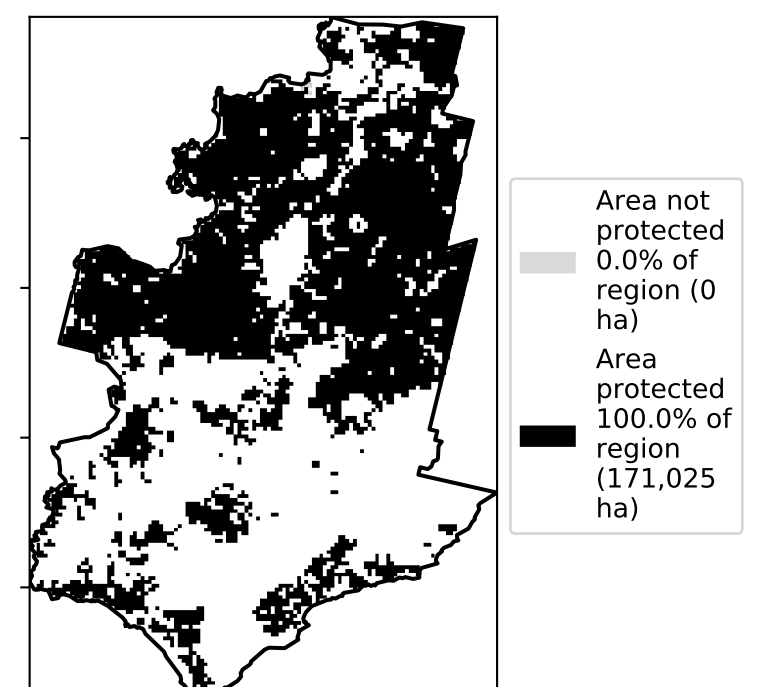 Area not
protected
0.0% of
region (0
ha)
Area
protected
100.0% of
region
(171,025
ha)